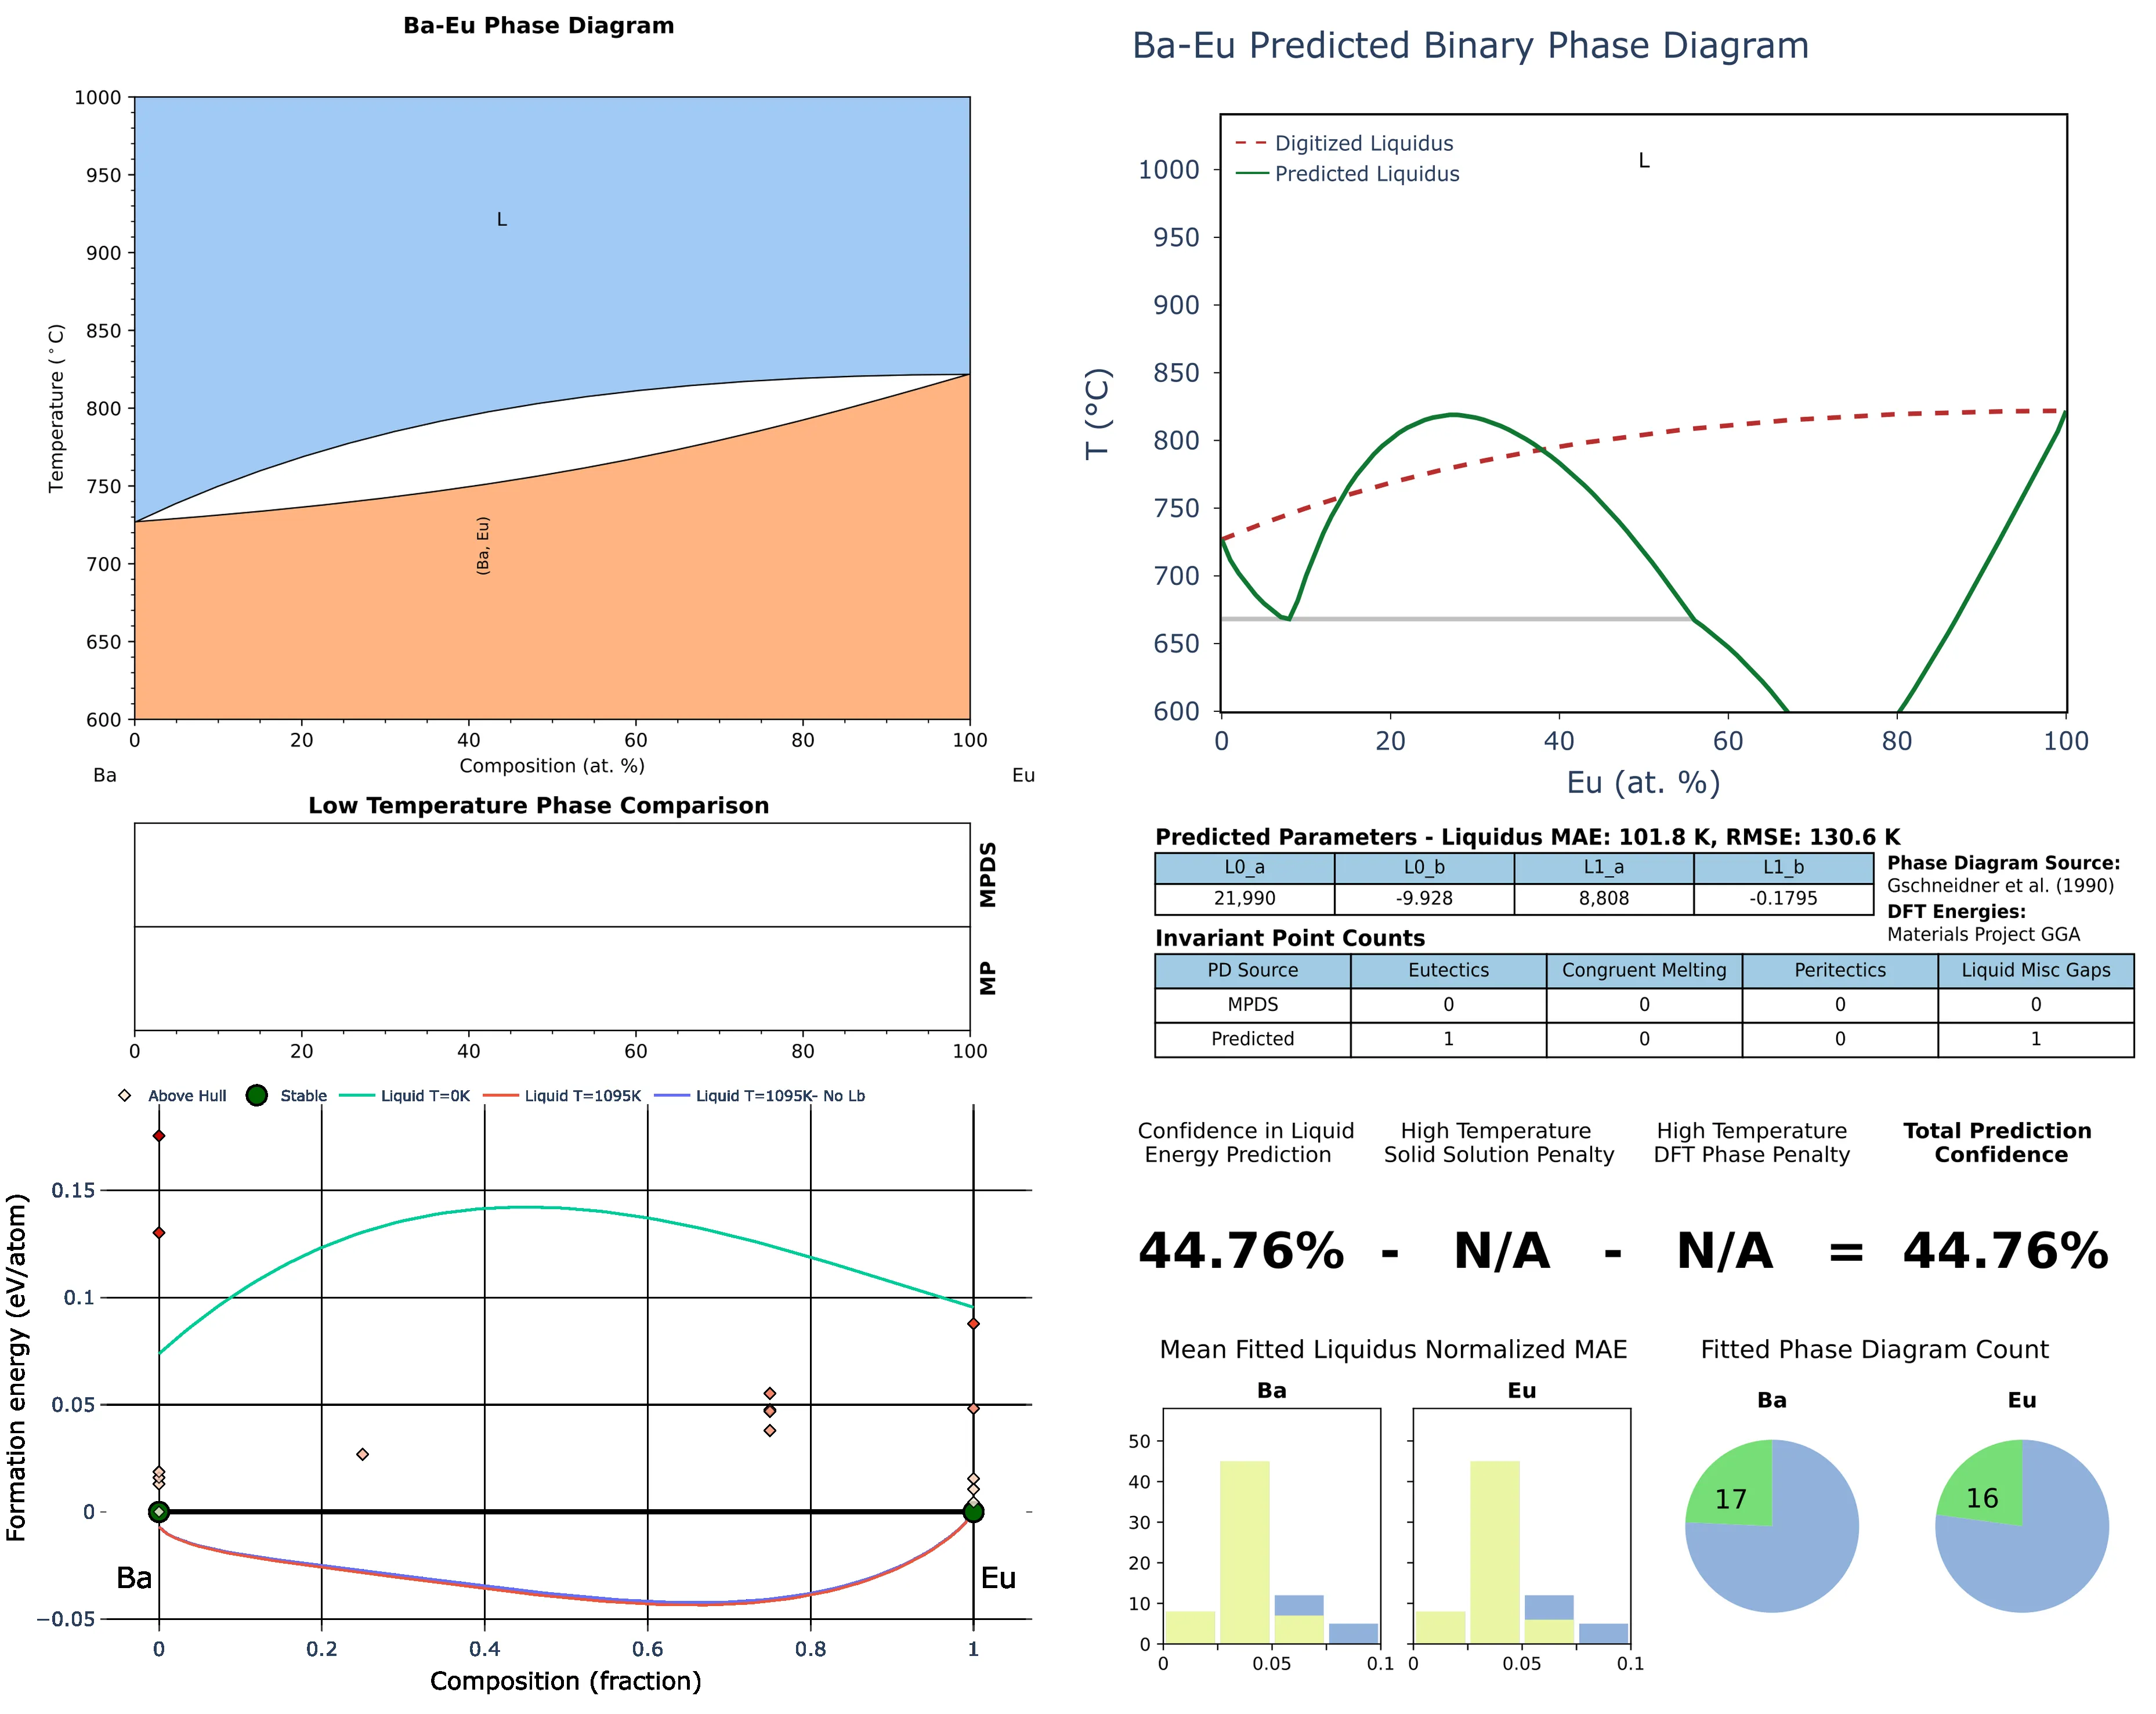 Ba-Eu Phase Diagram
1000
950
900
850
800
750
700
650
600
Temperature (°C)
L
(Ba, Eu)
0 20 40 60 80 100
Composition (at. %)
Ba Eu
Ba-Eu Predicted Binary Phase Diagram
Digitized Liquidus
Predicted Liquidus
L
1000
950
900
850
800
750
700
650
600
T (°C)
0 20 40 60 80 100
Eu (at. %)
Low Temperature Phase Comparison
MPDS
MP
0 20 40 60 80 100
Predicted Parameters - Liquidus MAE: 101.8 K, RMSE: 130.6 K
L0_a L0_b L1_a L1_b
21,990 -9.928 8,808 -0.1795
Phase Diagram Source:
Gschneidner et al. (1990)
DFT Energies:
Materials Project GGA
Invariant Point Counts
PD Source Eutectics Congruent Melting Peritectics Liquid Misc Gaps
MPDS 0 0 0 0
Predicted 1 0 0 1
Above Hull Stable Liquid T=0K Liquid T=1095K Liquid T=1095K- No Lb
0.15
0.1
0.05
0
−0.05
Formation energy (eV/atom)
Ba Eu
0 0.2 0.4 0.6 0.8 1
Composition (fraction)
Confidence in Liquid
Energy Prediction
High Temperature
Solid Solution Penalty
High Temperature
DFT Phase Penalty
Total Prediction
Confidence
44.76% - N/A - N/A = 44.76%
Mean Fitted Liquidus Normalized MAE
Ba Eu
50
40
30
20
10
0
0 0.05 0.1 0 0.05 0.1
Fitted Phase Diagram Count
Ba Eu
17 16